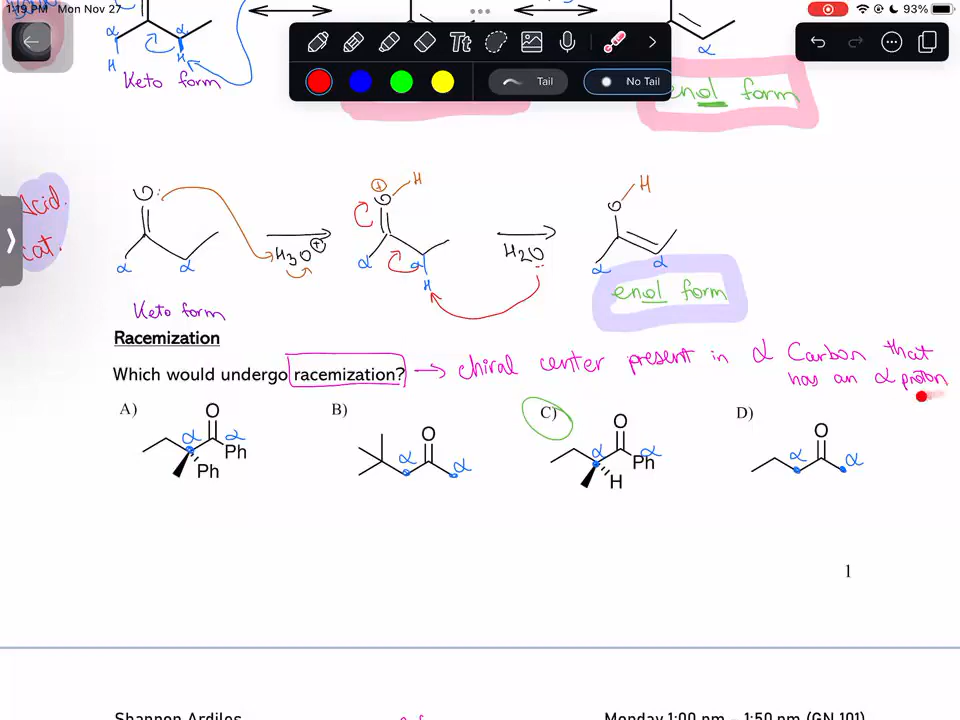 1:19 PM Mon Nov 27
93%
α
α
H
H
Keto form
α
Tt
Tail
No Tail
enol form
Acid.
cat.
O:
α
α
H3O⊕
⊕
O
H
α
α
H
H2O
O
H
α
α
Keto form
enol form
Racemization
Which would undergo racemization? → chiral center present in α Carbon that
has an α proton
A)
B)
C)
D)
O
α
α
Ph
Ph
O
α
α
O
α
α
Ph
H
O
α
α
1
Shannon Ardiles
Monday 1:00 pm – 1:50 pm (GN 101)